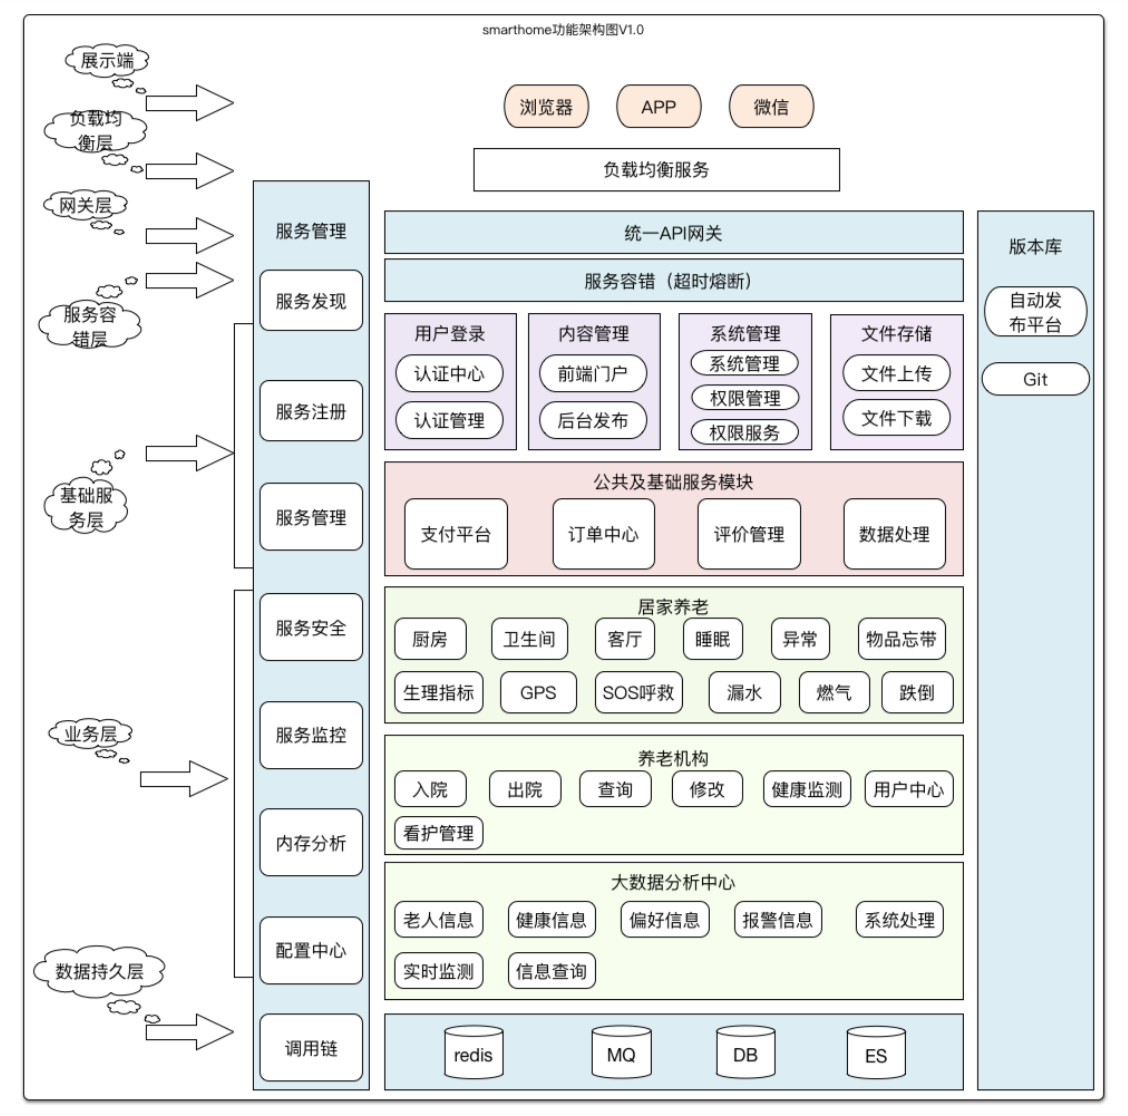 smarthome功能架构图V1.0
展示端
负载均
衡层
网关层
服务容
错层
基础服
务层
业务层
数据持久层
浏览器
APP
微信
负载均衡服务
服务管理
服务发现
服务注册
服务管理
服务安全
服务监控
内存分析
配置中心
调用链
统一API网关
服务容错（超时熔断）
用户登录
认证中心
认证管理
内容管理
前端门户
后台发布
系统管理
系统管理
权限管理
权限服务
文件存储
文件上传
文件下载
公共及基础服务模块
支付平台
订单中心
评价管理
数据处理
居家养老
厨房
卫生间
客厅
睡眠
异常
物品忘带
生理指标
GPS
SOS呼救
漏水
燃气
跌倒
养老机构
入院
出院
查询
修改
健康监测
用户中心
看护管理
大数据分析中心
老人信息
健康信息
偏好信息
报警信息
系统处理
实时监测
信息查询
redis
MQ
DB
ES
版本库
自动发
布平台
Git